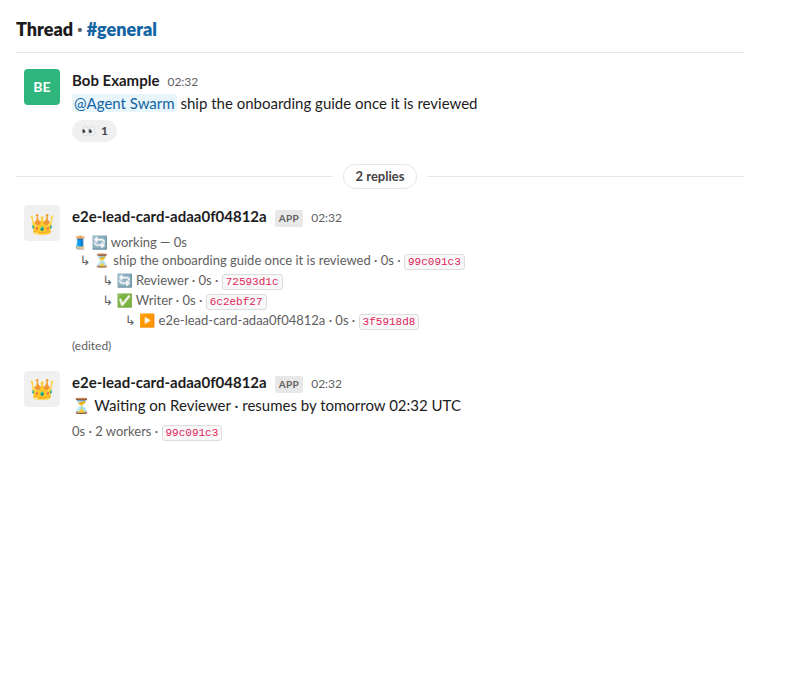 Thread • #general
BE
Bob Example 02:32
@Agent Swarm ship the onboarding guide once it is reviewed
👀 1
2 replies
e2e-lead-card-adaa0f04812a APP 02:32
🧵 🔄 working — 0s
↳ ⏳ ship the onboarding guide once it is reviewed · 0s · 99c091c3
↳ 🔄 Reviewer · 0s · 72593d1c
↳ ✅ Writer · 0s · 6c2ebf27
↳ ▶️ e2e-lead-card-adaa0f04812a · 0s · 3f5918d8
(edited)
e2e-lead-card-adaa0f04812a APP 02:32
⏳ Waiting on Reviewer · resumes by tomorrow 02:32 UTC
0s · 2 workers · 99c091c3